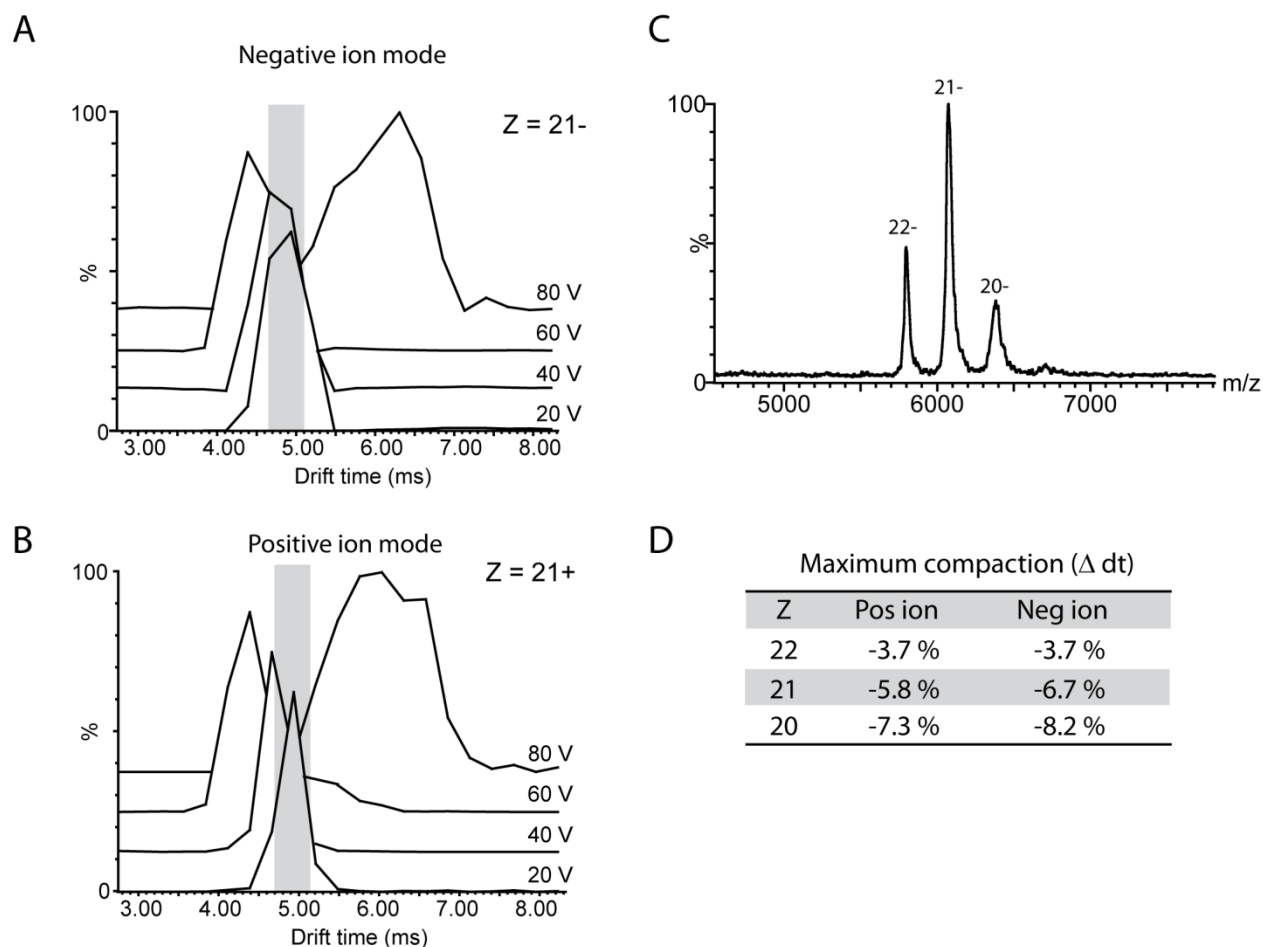 A
Negative ion mode
Z = 21-
100
%
0
80 V
60 V
40 V
20 V
3.00 4.00 5.00 6.00 7.00 8.00
Drift time (ms)
B
Positive ion mode
Z = 21+
100
%
0
80 V
60 V
40 V
20 V
3.00 4.00 5.00 6.00 7.00 8.00
Drift time (ms)
C
21-
100
22-
%
20-
0
m/z
5000 6000 7000
D
Maximum compaction (Δ dt)
Z Pos ion Neg ion
22 -3.7 % -3.7 %
21 -5.8 % -6.7 %
20 -7.3 % -8.2 %